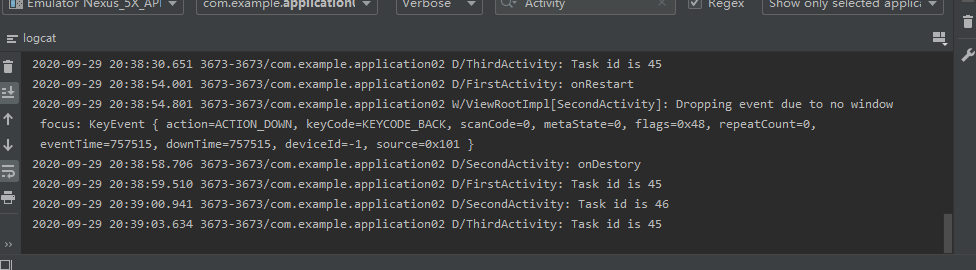 Emulator Nexus_5X_API
com.example.application
Verbose
Activity
Regex
Show only selected applica
logcat
2020-09-29 20:38:30.651 3673-3673/com.example.application02 D/ThirdActivity: Task id is 45
2020-09-29 20:38:54.001 3673-3673/com.example.application02 D/FirstActivity: onRestart
2020-09-29 20:38:54.801 3673-3673/com.example.application02 W/ViewRootImpl[SecondActivity]: Dropping event due to no window
focus: KeyEvent { action=ACTION_DOWN, keyCode=KEYCODE_BACK, scanCode=0, metaState=0, flags=0x48, repeatCount=0,
eventTime=757515, downTime=757515, deviceId=-1, source=0x101 }
2020-09-29 20:38:58.706 3673-3673/com.example.application02 D/SecondActivity: onDestory
2020-09-29 20:38:59.510 3673-3673/com.example.application02 D/FirstActivity: Task id is 45
2020-09-29 20:39:00.941 3673-3673/com.example.application02 D/SecondActivity: Task id is 46
2020-09-29 20:39:03.634 3673-3673/com.example.application02 D/ThirdActivity: Task id is 45